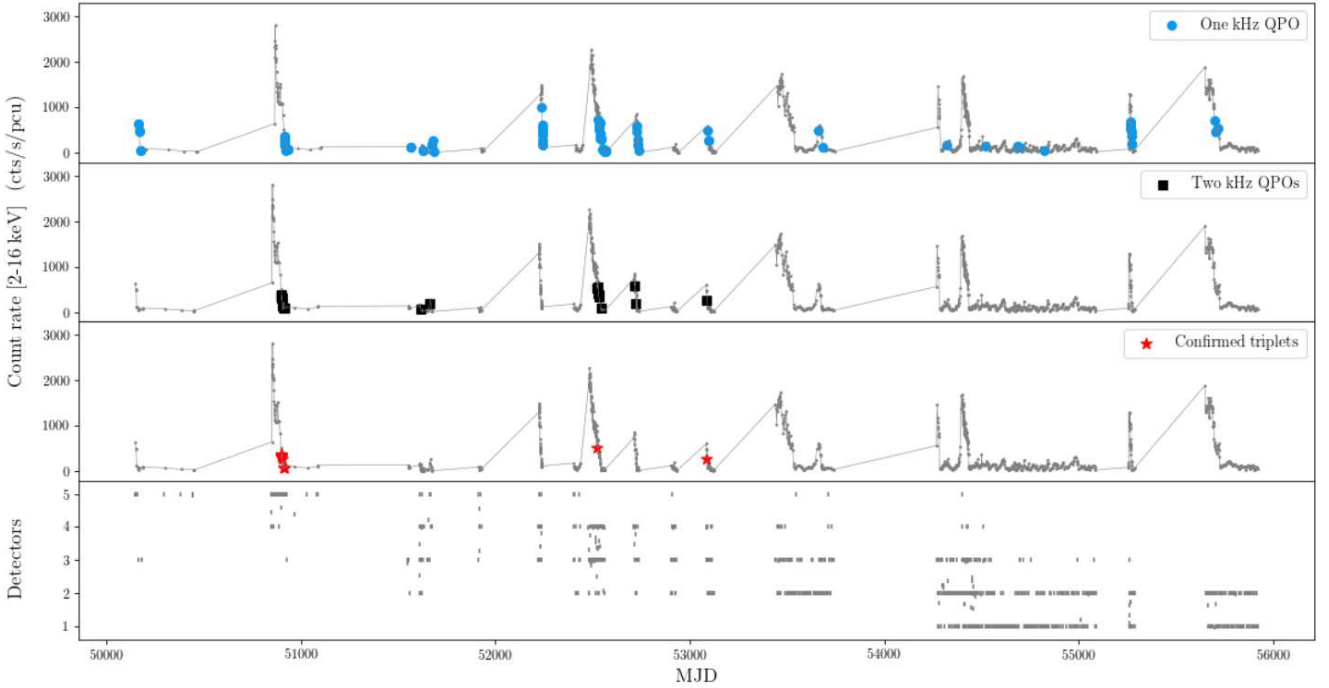 3000
One kHz QPO
2000
1000
0
3000
Two kHz QPOs
2000
1000
0
3000
Confirmed triplets
2000
1000
0
Count rate [2-16 keV] (cts/s/pcu)
5
4
3
2
1
Detectors
50000 51000 52000 53000 54000 55000 56000
MJD